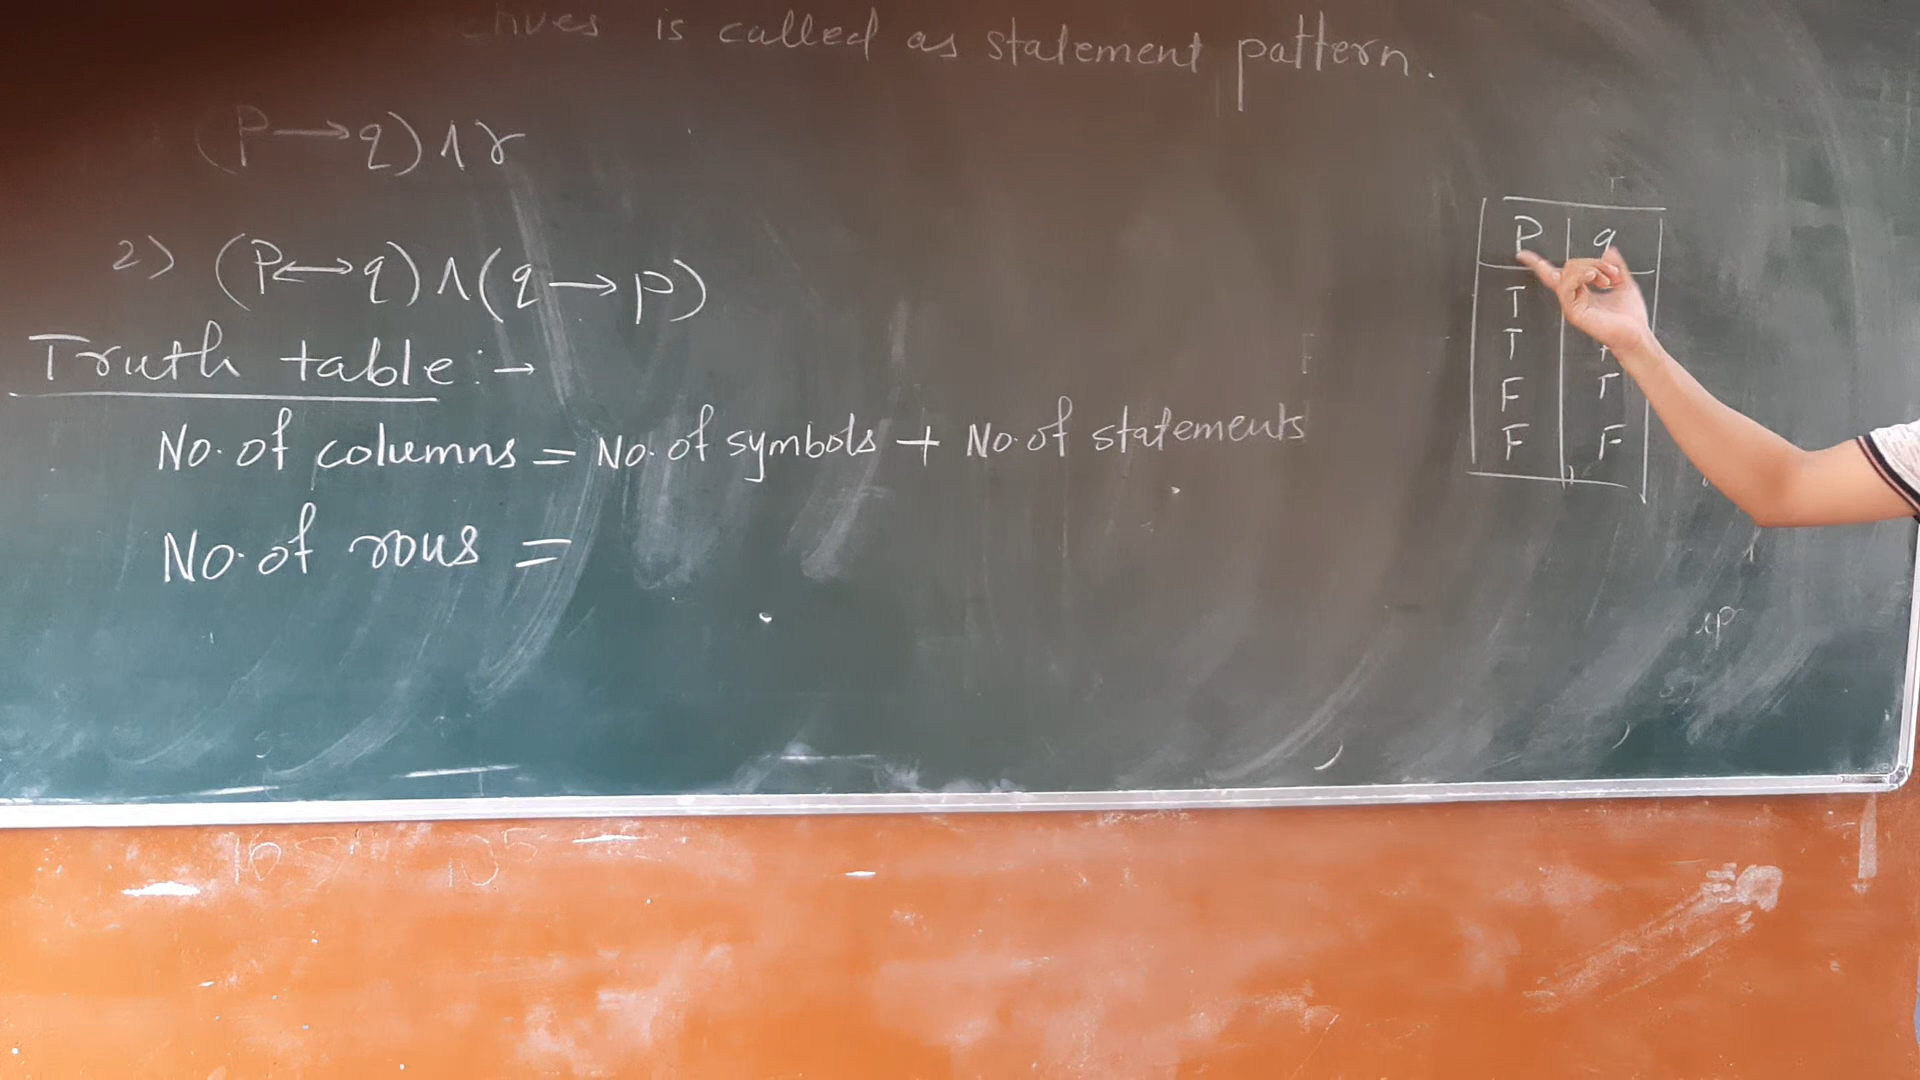 is called as statement pattern.
(P→q)∧r
2) (P↔q)∧(q→p)
Truth table:→
No. of columns = No. of symbols + No. of statements
No. of rows =
P q
T
T
F T
F F